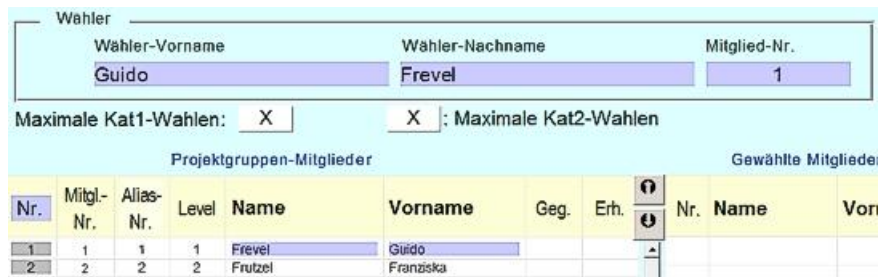 Wähler
Wähler-Vorname Wähler-Nachname Mitglied-Nr.
Guido Frevel 1
Maximale Kat1-Wahlen: X X : Maximale Kat2-Wahlen
Projektgruppen-Mitglieder Gewählte Mitglieder
Nr. Mitgl.-Nr. Alias-Nr. Level Name Vorname Geg. Erh. Nr. Name Vor
1 1 1 1 Frevel Guido
2 2 2 2 Frutzel Franziska